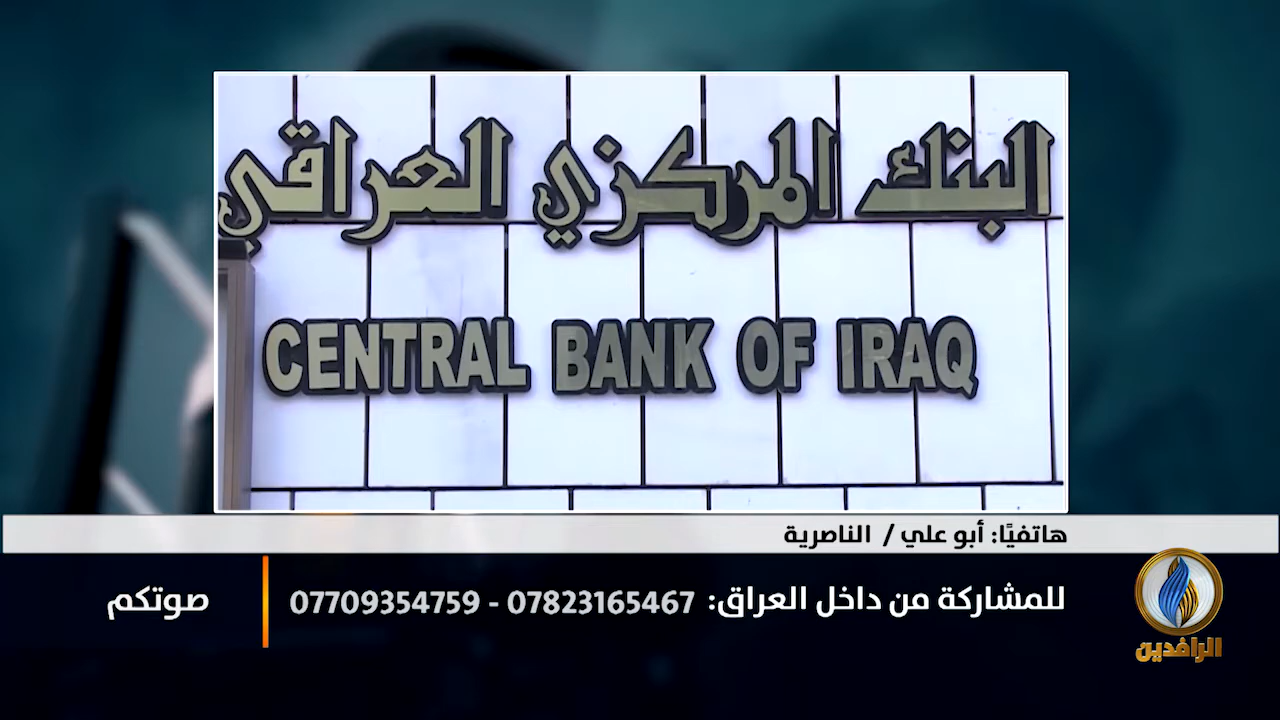 البنك المركزي العراقي
CENTRAL BANK OF IRAQ
هاتفيًا: أبو علي / الناصرية
للمشاركة من داخل العراق: 07823165467 - 07709354759
صوتكم
الرافدين